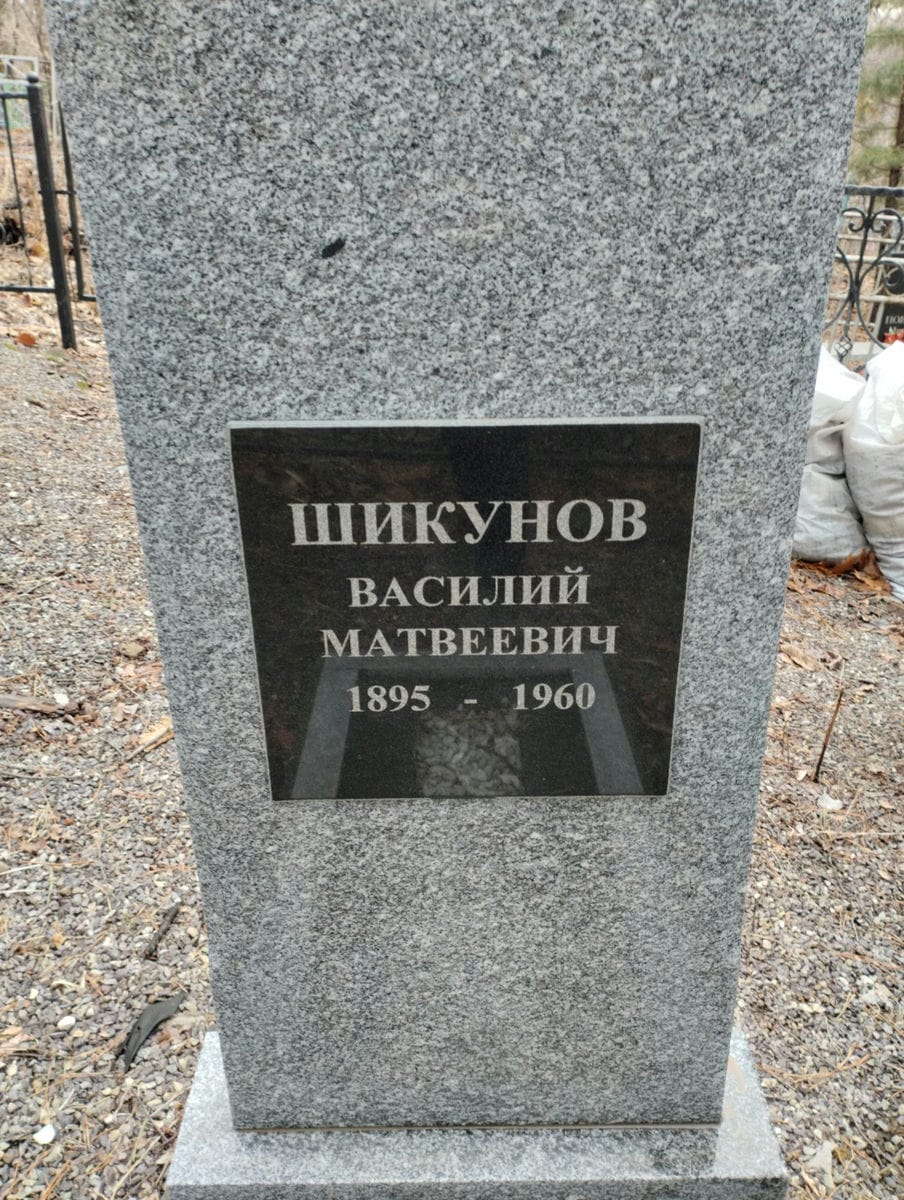 ШИКУНОВ
ВАСИЛИЙ
МАТВЕЕВИЧ
1895 - 1960